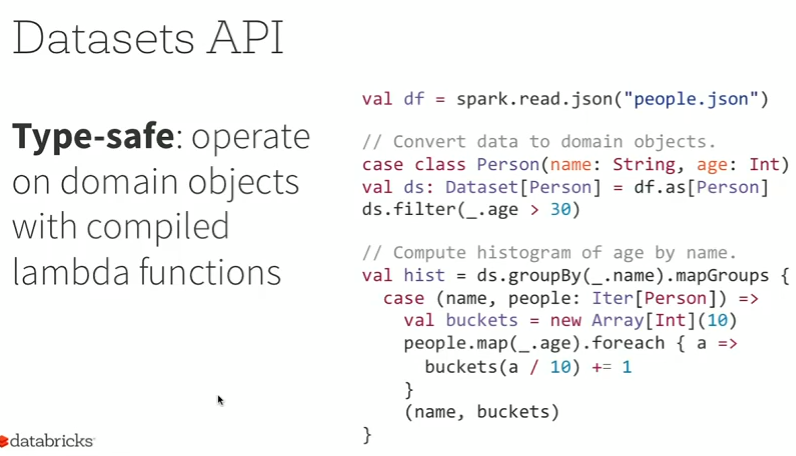 Datasets API
Type-safe: operate
on domain objects
with compiled
lambda functions
val df = spark.read.json("people.json")
// Convert data to domain objects.
case class Person(name: String, age: Int)
val ds: Dataset[Person] = df.as[Person]
ds.filter(_.age > 30)
// Compute histogram of age by name.
val hist = ds.groupBy(_.name).mapGroups {
  case (name, people: Iter[Person]) =>
    val buckets = new Array[Int](10)
    people.map(_.age).foreach { a =>
      buckets(a / 10) += 1
    }
    (name, buckets)
}
databricks